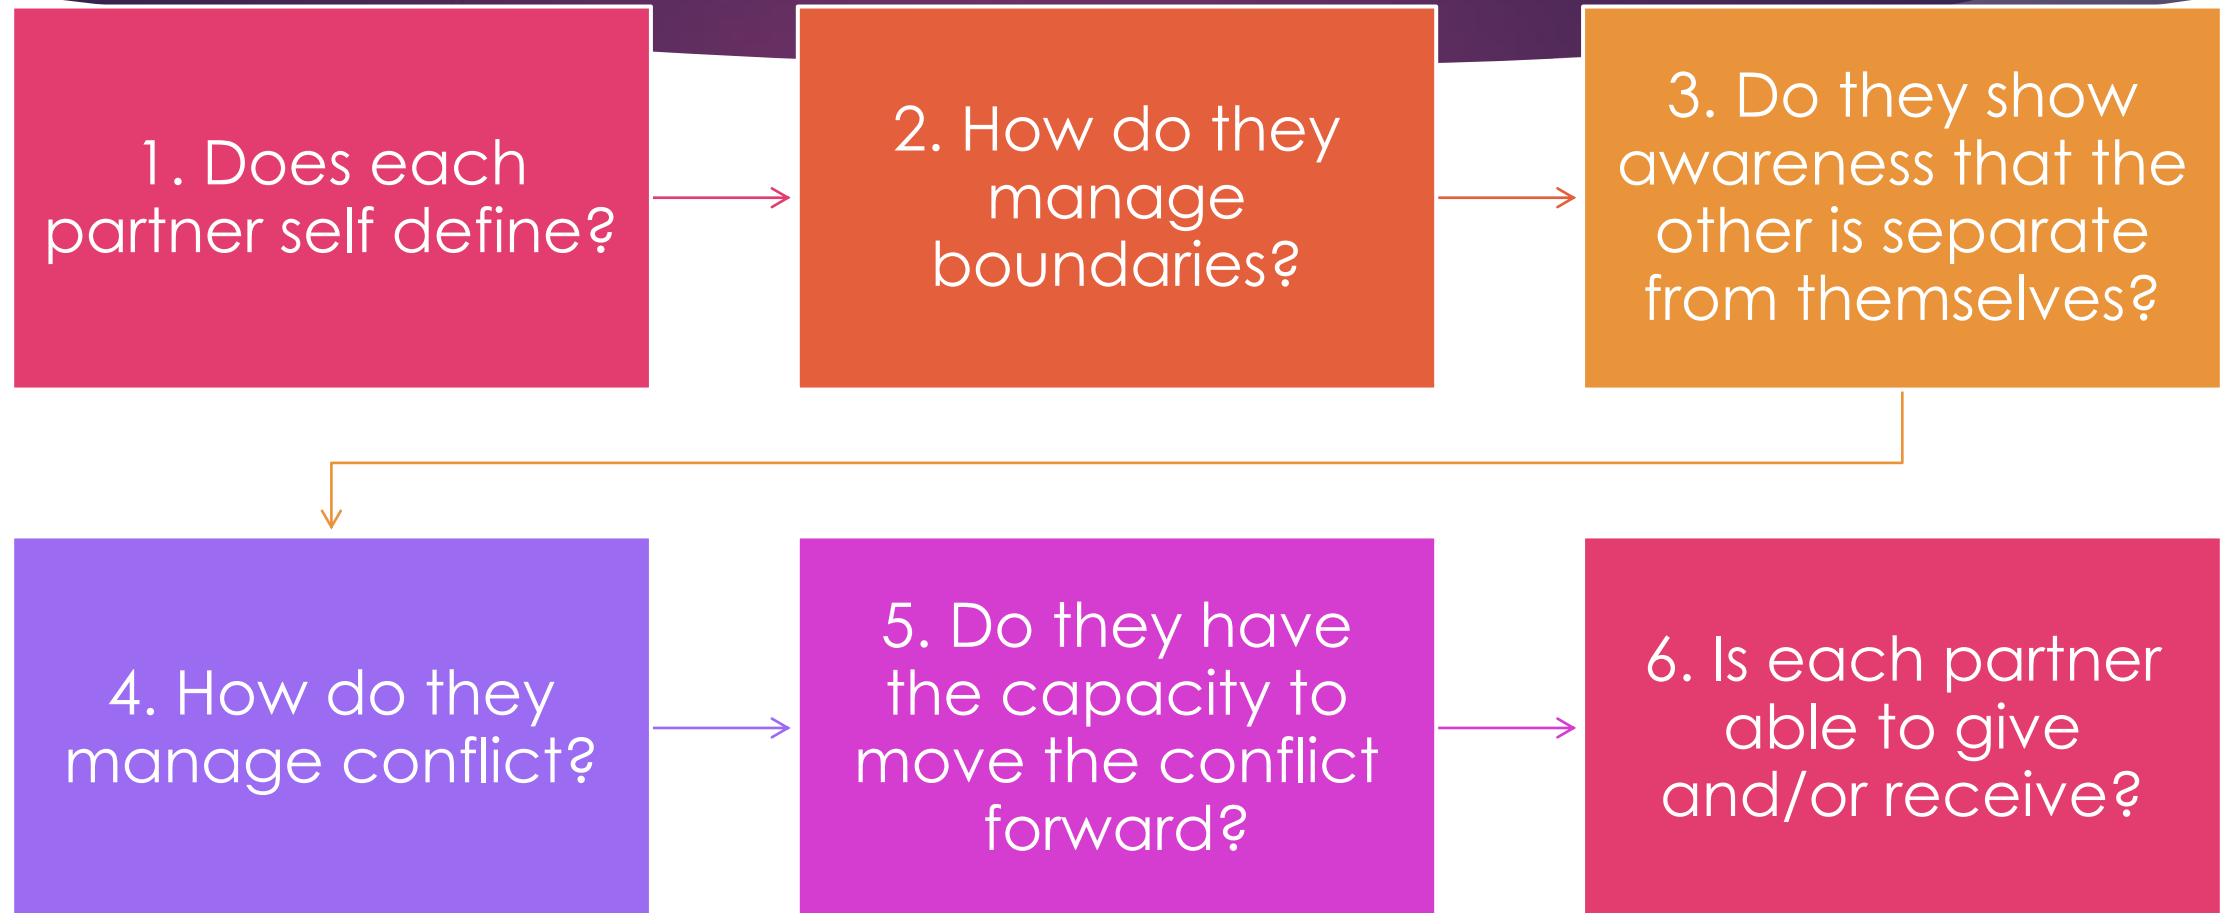 1. Does each
partner self define?
2. How do they
manage
boundaries?
3. Do they show
awareness that the
other is separate
from themselves?
4. How do they
manage conflict?
5. Do they have
the capacity to
move the conflict
forward?
6. Is each partner
able to give
and/or receive?